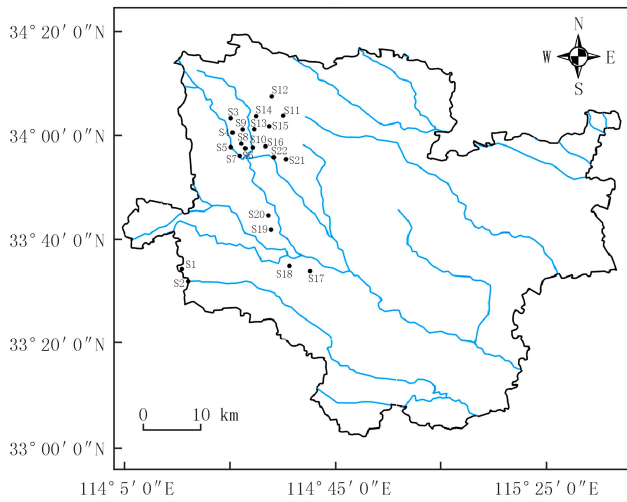 34° 20′ 0″N
N
W E
S
S12
S3
S14
S11
S9
S13
S15
34° 00′ 0″N
S4
S8
S10
S16
S5
S22
S7
S21
S20
33° 40′ 0″N
S19
S1
S18
S17
S2
33° 20′ 0″N
0 10 km
33° 00′ 0″N
114° 5′ 0″E
114° 45′ 0″E
115° 25′ 0″E